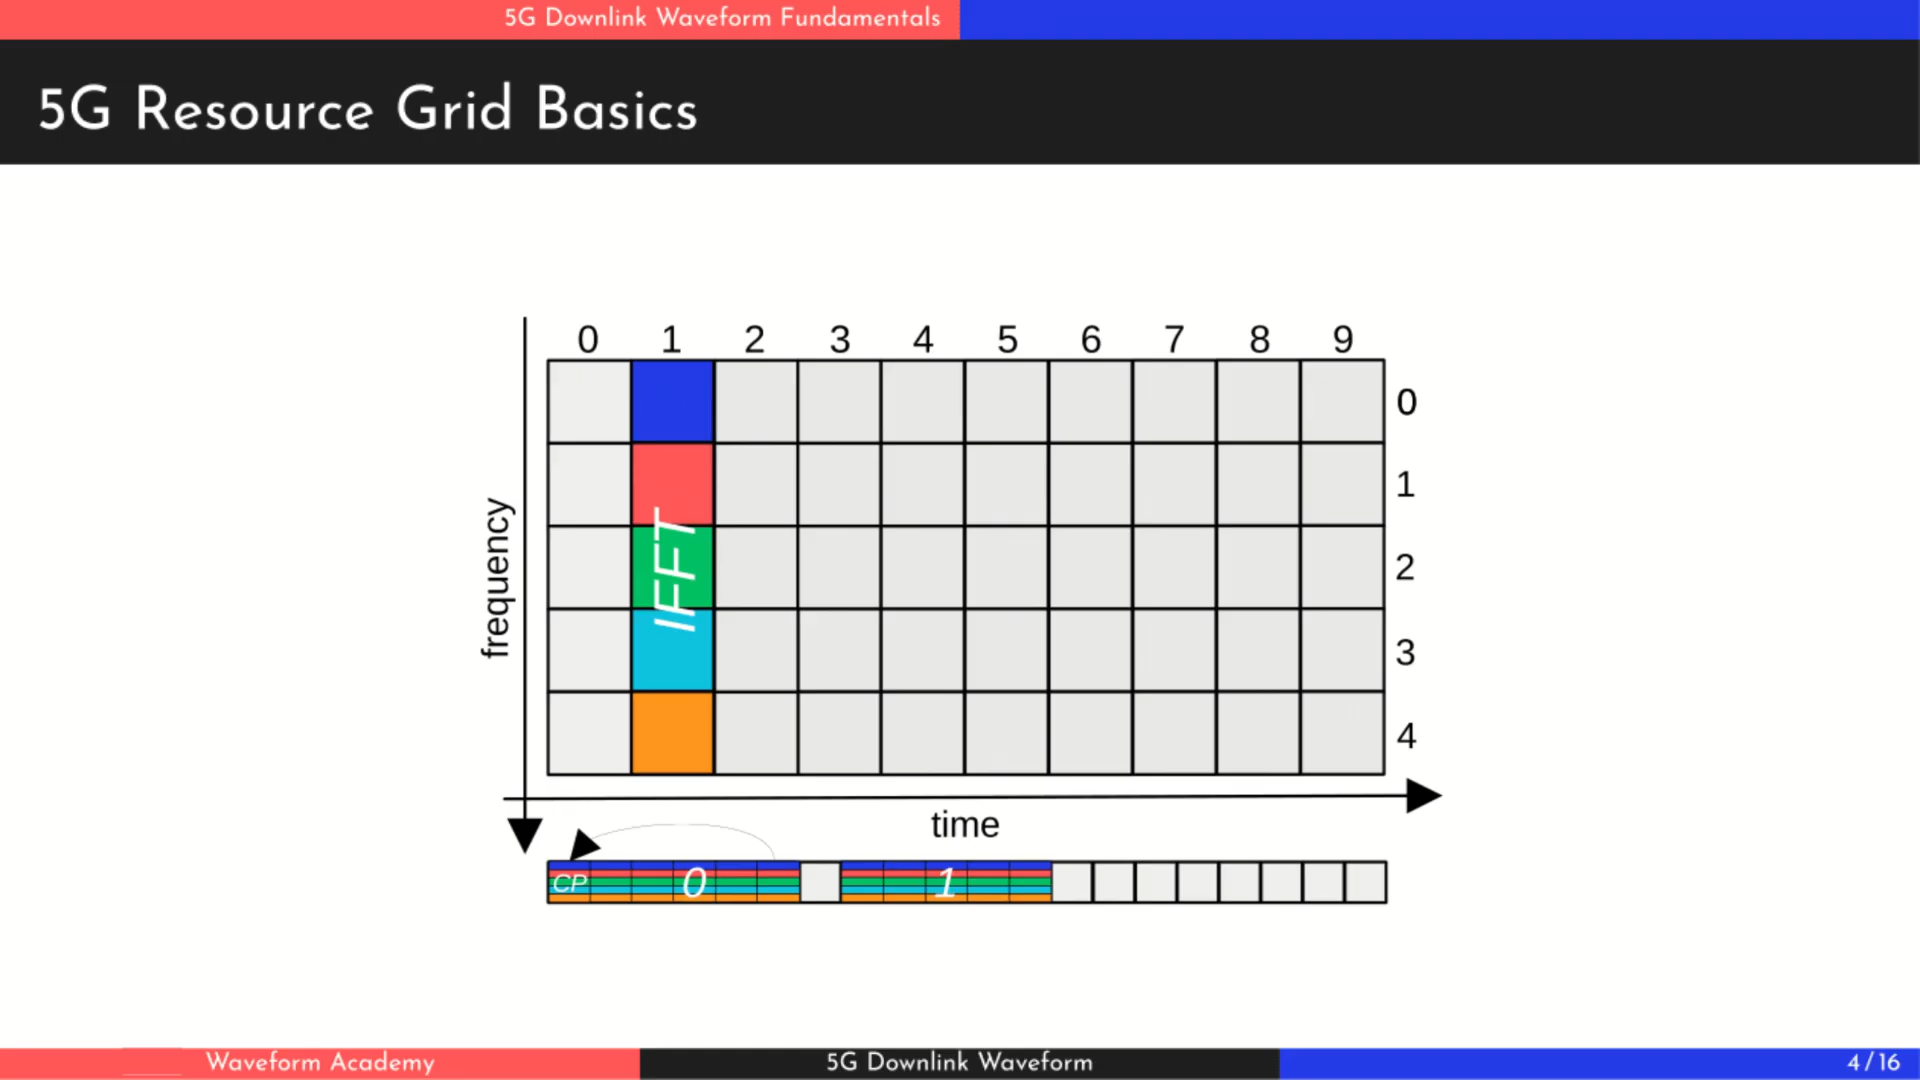 5G Downlink Waveform Fundamentals
5G Resource Grid Basics
0 1 2 3 4 5 6 7 8 9
0
1
2
3
4
frequency
IFFT
time
CP 0 1
Waveform Academy
5G Downlink Waveform
4/16